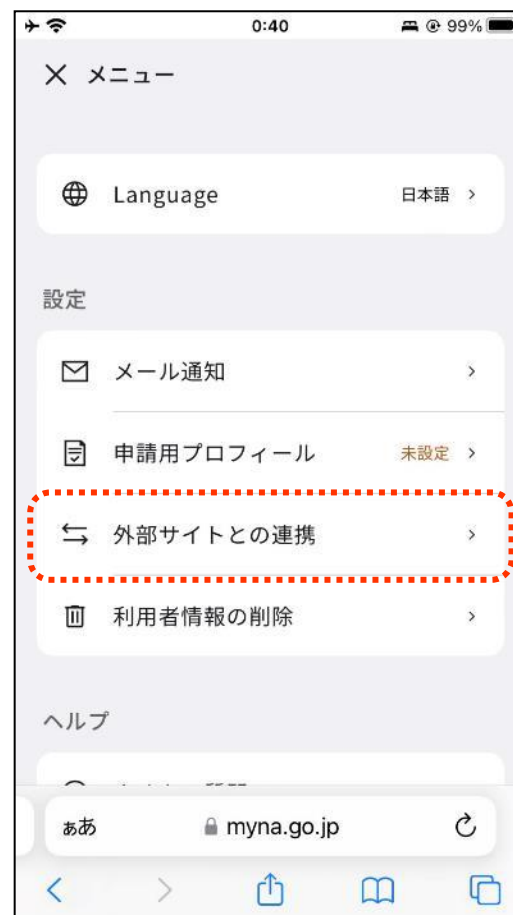 0:40 99%
メニュー
Language 日本語
設定
メール通知
申請用プロフィール 未設定
外部サイトとの連携
利用者情報の削除
ヘルプ
ぁあ myna.go.jp